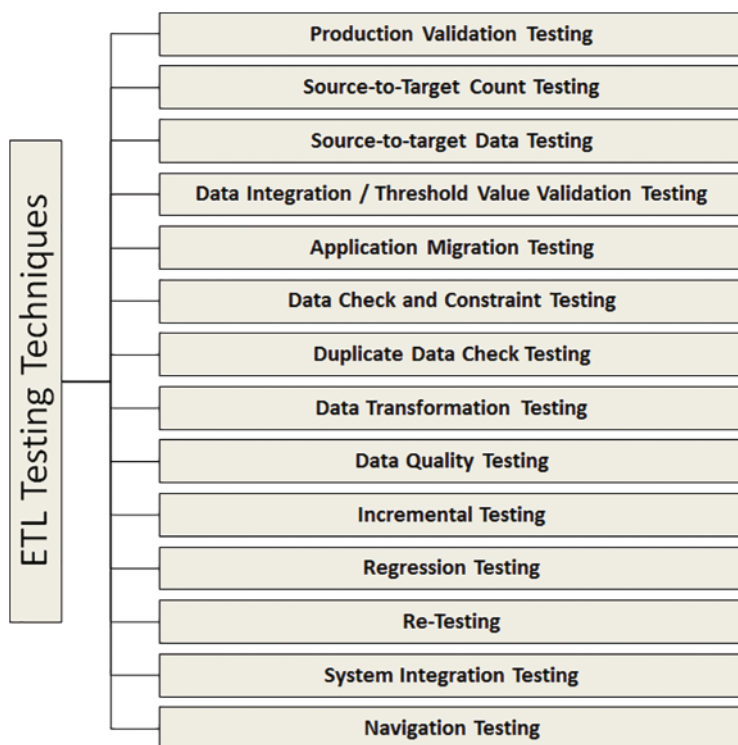 ETL Testing Techniques
Production Validation Testing
Source-to-Target Count Testing
Source-to-target Data Testing
Data Integration / Threshold Value Validation Testing
Application Migration Testing
Data Check and Constraint Testing
Duplicate Data Check Testing
Data Transformation Testing
Data Quality Testing
Incremental Testing
Regression Testing
Re-Testing
System Integration Testing
Navigation Testing